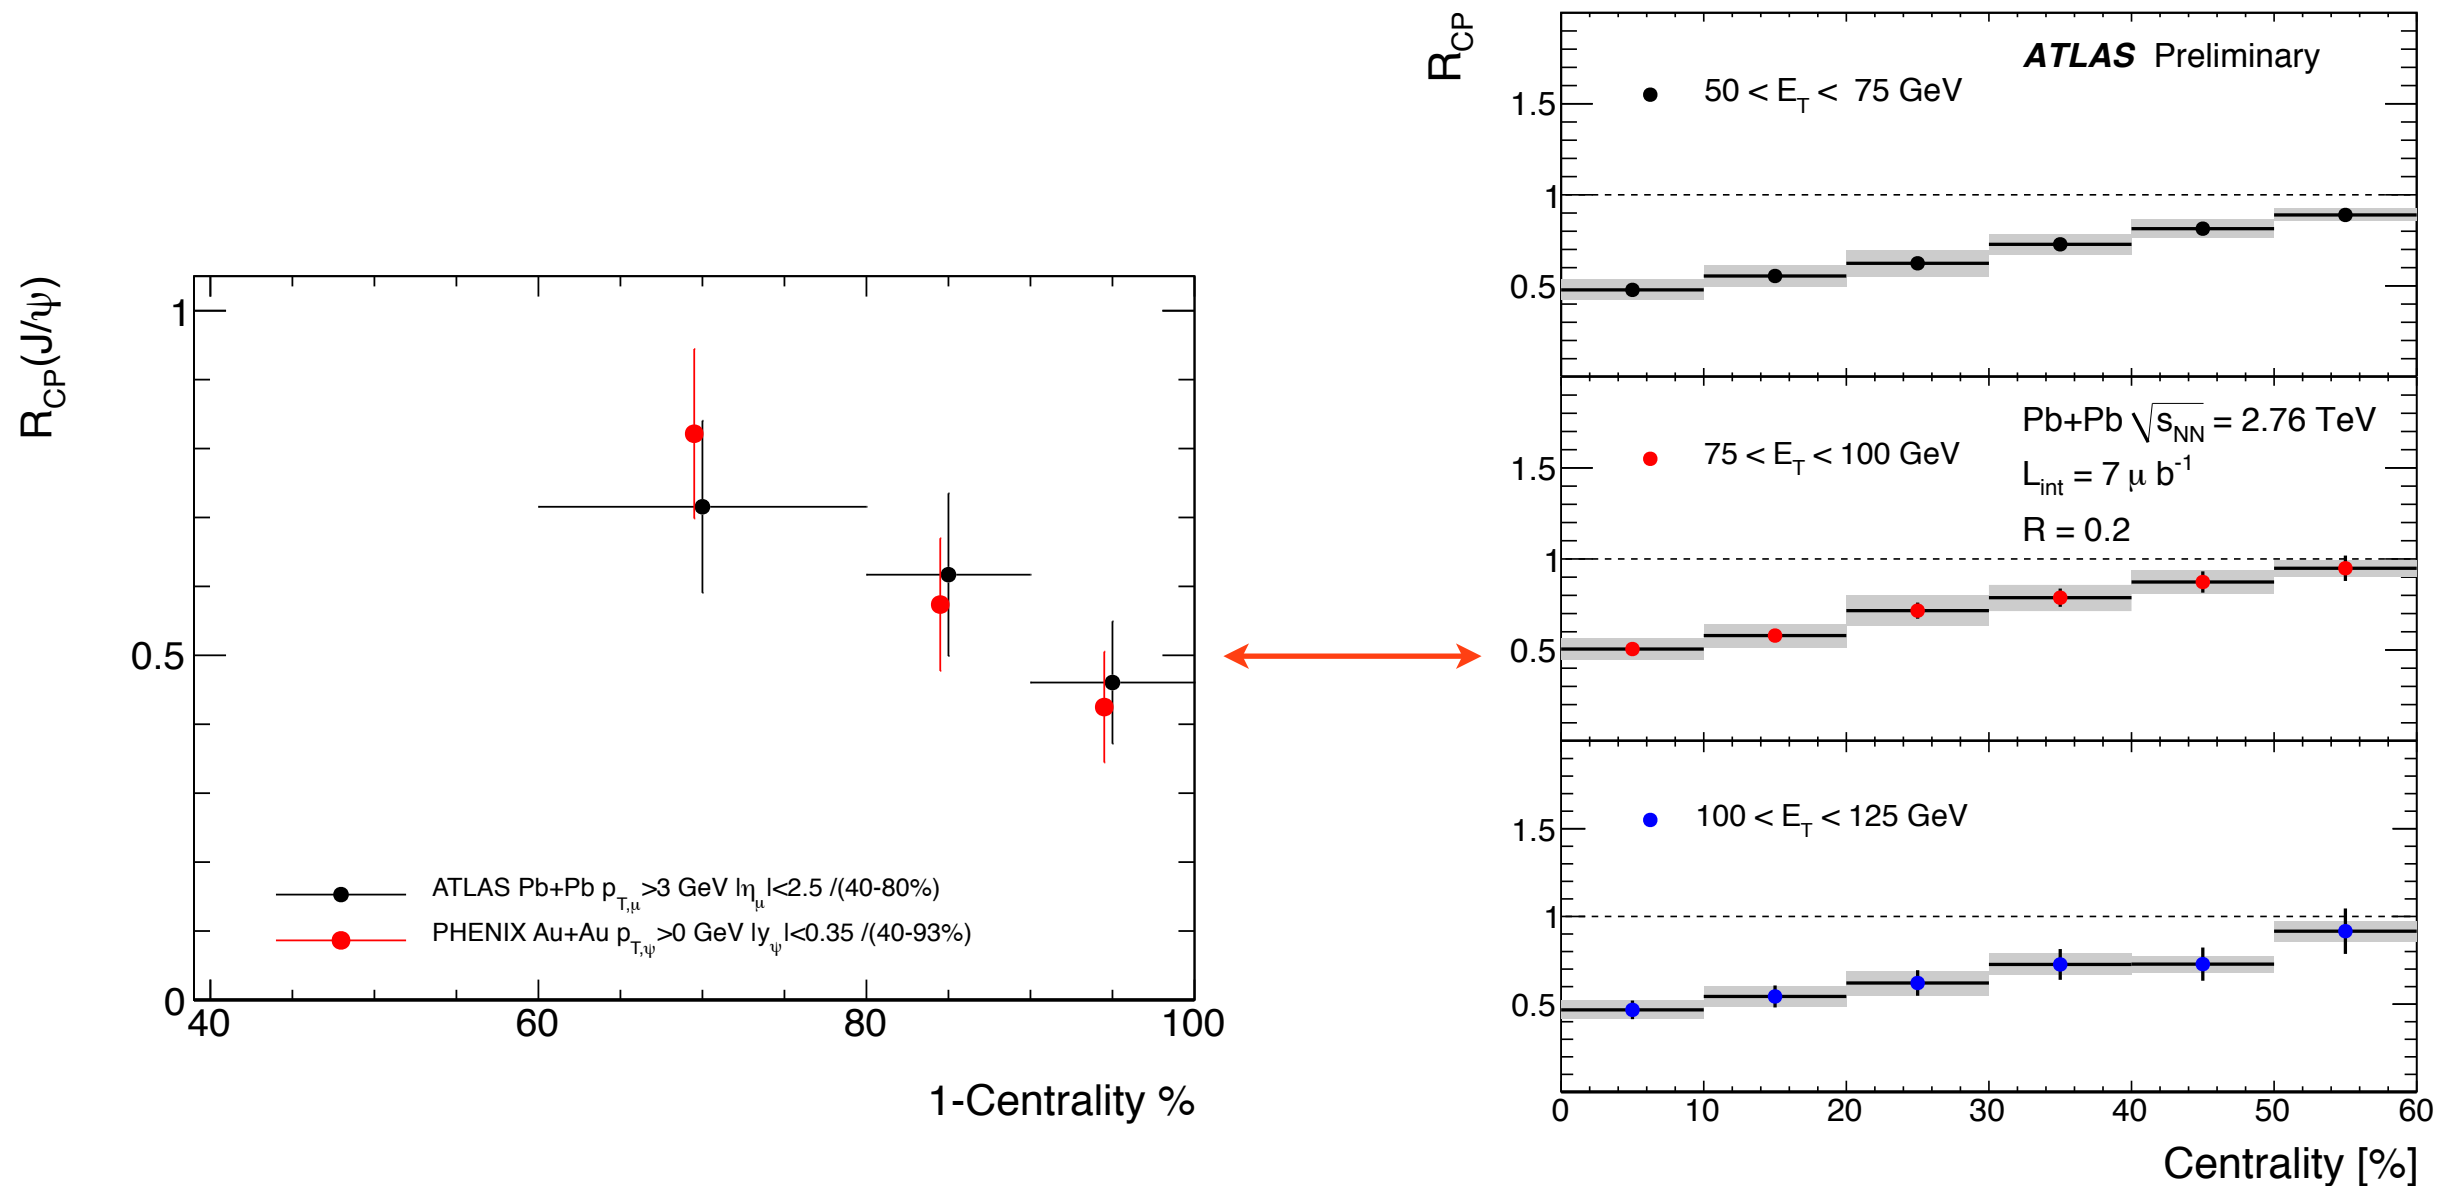 R_CP(J/ψ)
1
0.5
0
40 60 80 100
1-Centrality %
ATLAS Pb+Pb p_T,μ >3 GeV |η_μ|<2.5 /(40-80%)
PHENIX Au+Au p_T,ψ>0 GeV |y_ψ|<0.35 /(40-93%)
R_CP
ATLAS Preliminary
50 < E_T < 75 GeV
1.5
1
0.5
Pb+Pb √s_NN = 2.76 TeV
75 < E_T < 100 GeV
L_int = 7 μ b^-1
R = 0.2
1.5
1
0.5
100 < E_T < 125 GeV
1.5
1
0.5
0 10 20 30 40 50 60
Centrality [%]